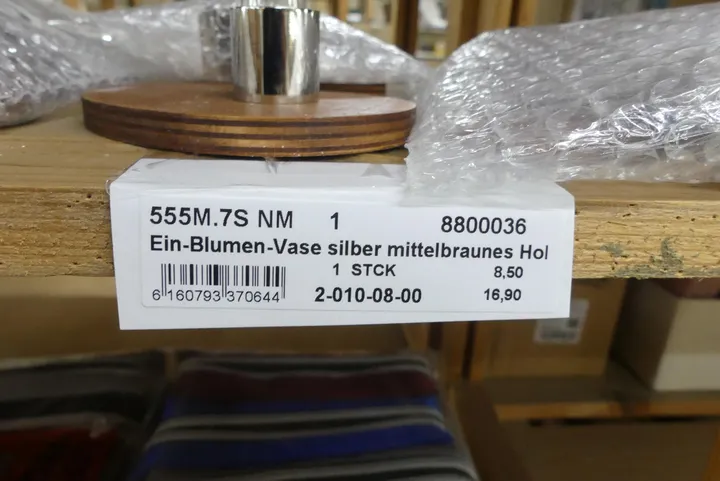 555M.7S NM 1 8800036
Ein-Blumen-Vase silber mittelbraunes Hol
1 STCK 8,50
6 160793 370644 2-010-08-00 16,90